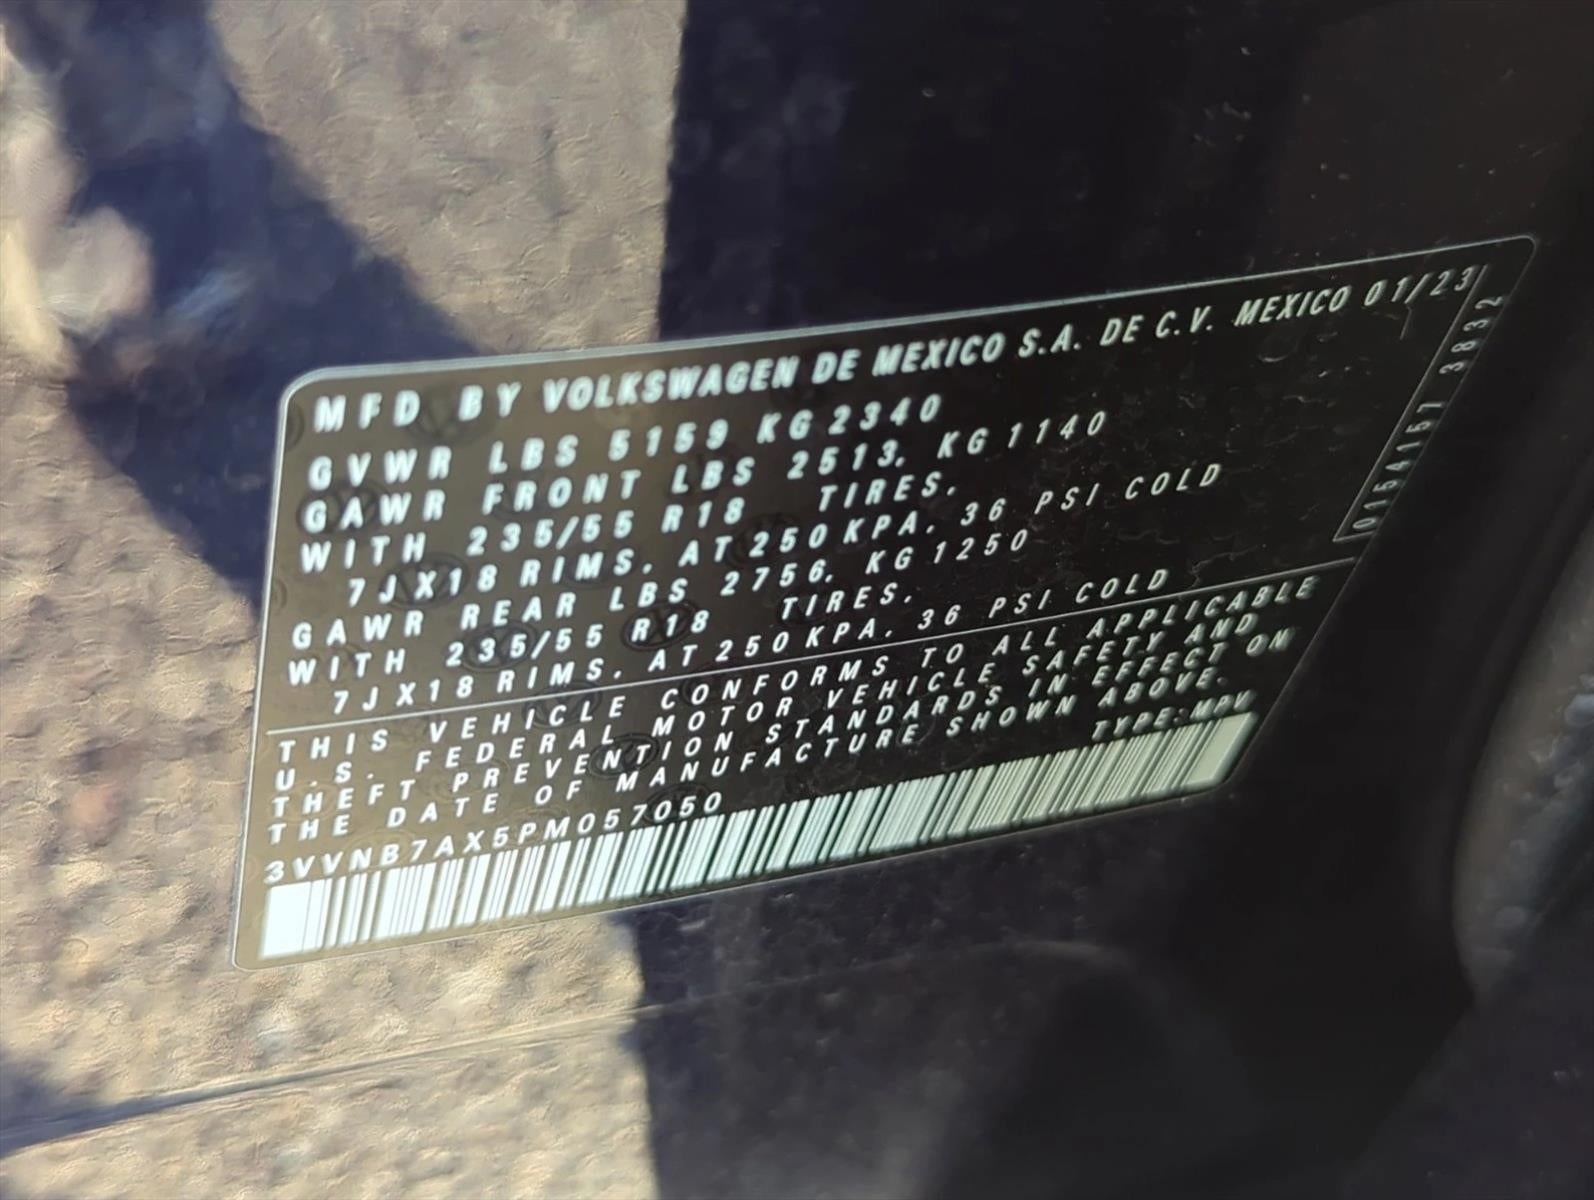 MFD BY VOLKSWAGEN DE MEXICO S.A. DE C.V. MEXICO 01/23
GVWR LBS 5159 KG 2340
GAWR FRONT LBS 2513, KG 1140
WITH 235/55 R18 TIRES,
7JX18 RIMS, AT 250 KPA, 36 PSI COLD
GAWR REAR LBS 2756, KG 1250
WITH 235/55 R18 TIRES,
7JX18 RIMS, AT 250 KPA, 36 PSI COLD
THIS VEHICLE CONFORMS TO ALL APPLICABLE
U.S. FEDERAL MOTOR VEHICLE SAFETY AND
THEFT PREVENTION STANDARDS IN EFFECT ON
THE DATE OF MANUFACTURE SHOWN ABOVE.
3VVNB7AX5PM057050 TYPE: MPV
0154157 3832